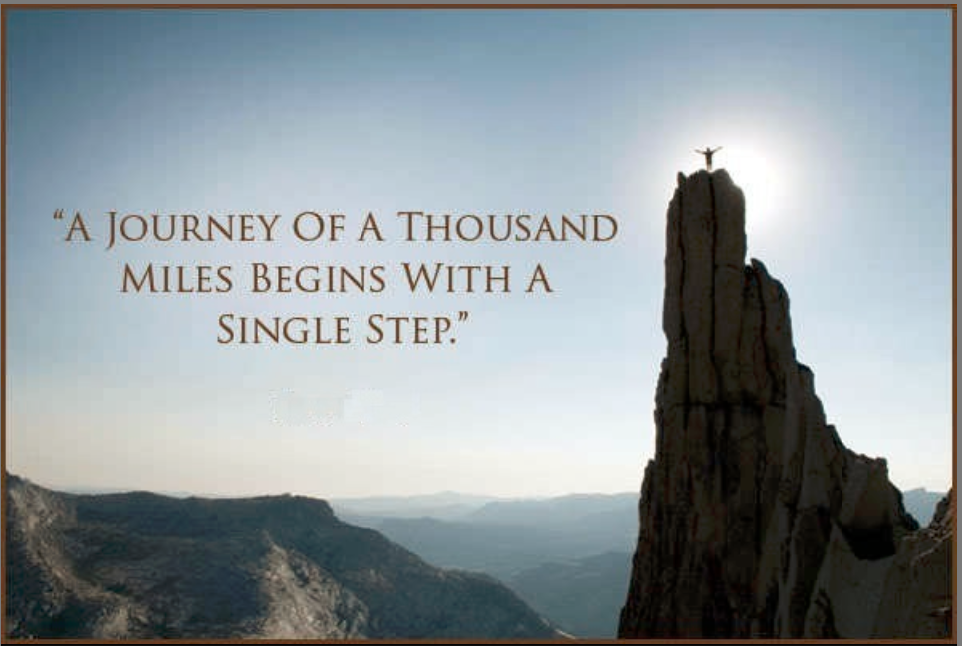 “A Journey Of A Thousand
Miles Begins With A
Single Step.”